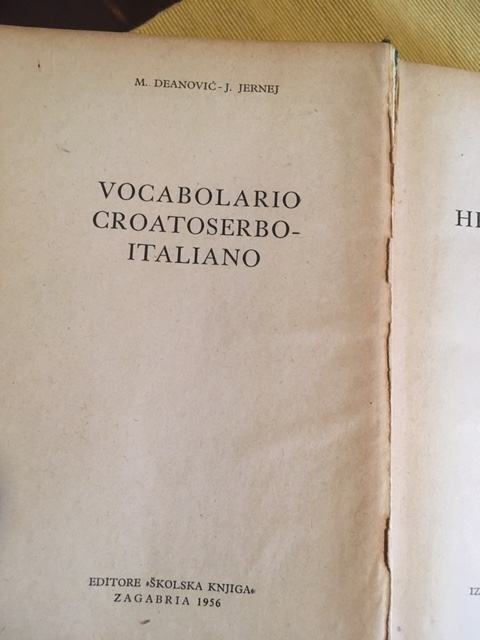 M. DEANOVIĆ - J. JERNEJ
VOCABOLARIO
CROATOSERBO-
ITALIANO
EDITORE »ŠKOLSKA KNJIGA«
ZAGABRIA 1956